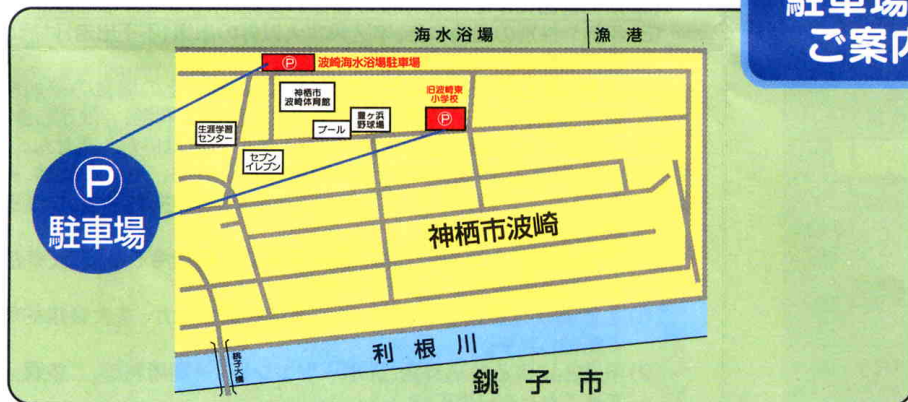 駐車場
ご案内
海水浴場
漁港
P
波崎海水浴場駐車場
神栖市
波崎体育館
旧波崎東
小学校
P
豊ヶ浜
野球場
プール
生涯学習
センター
セブン
イレブン
P
駐車場
神栖市波崎
利根川
銚子大橋
銚子市